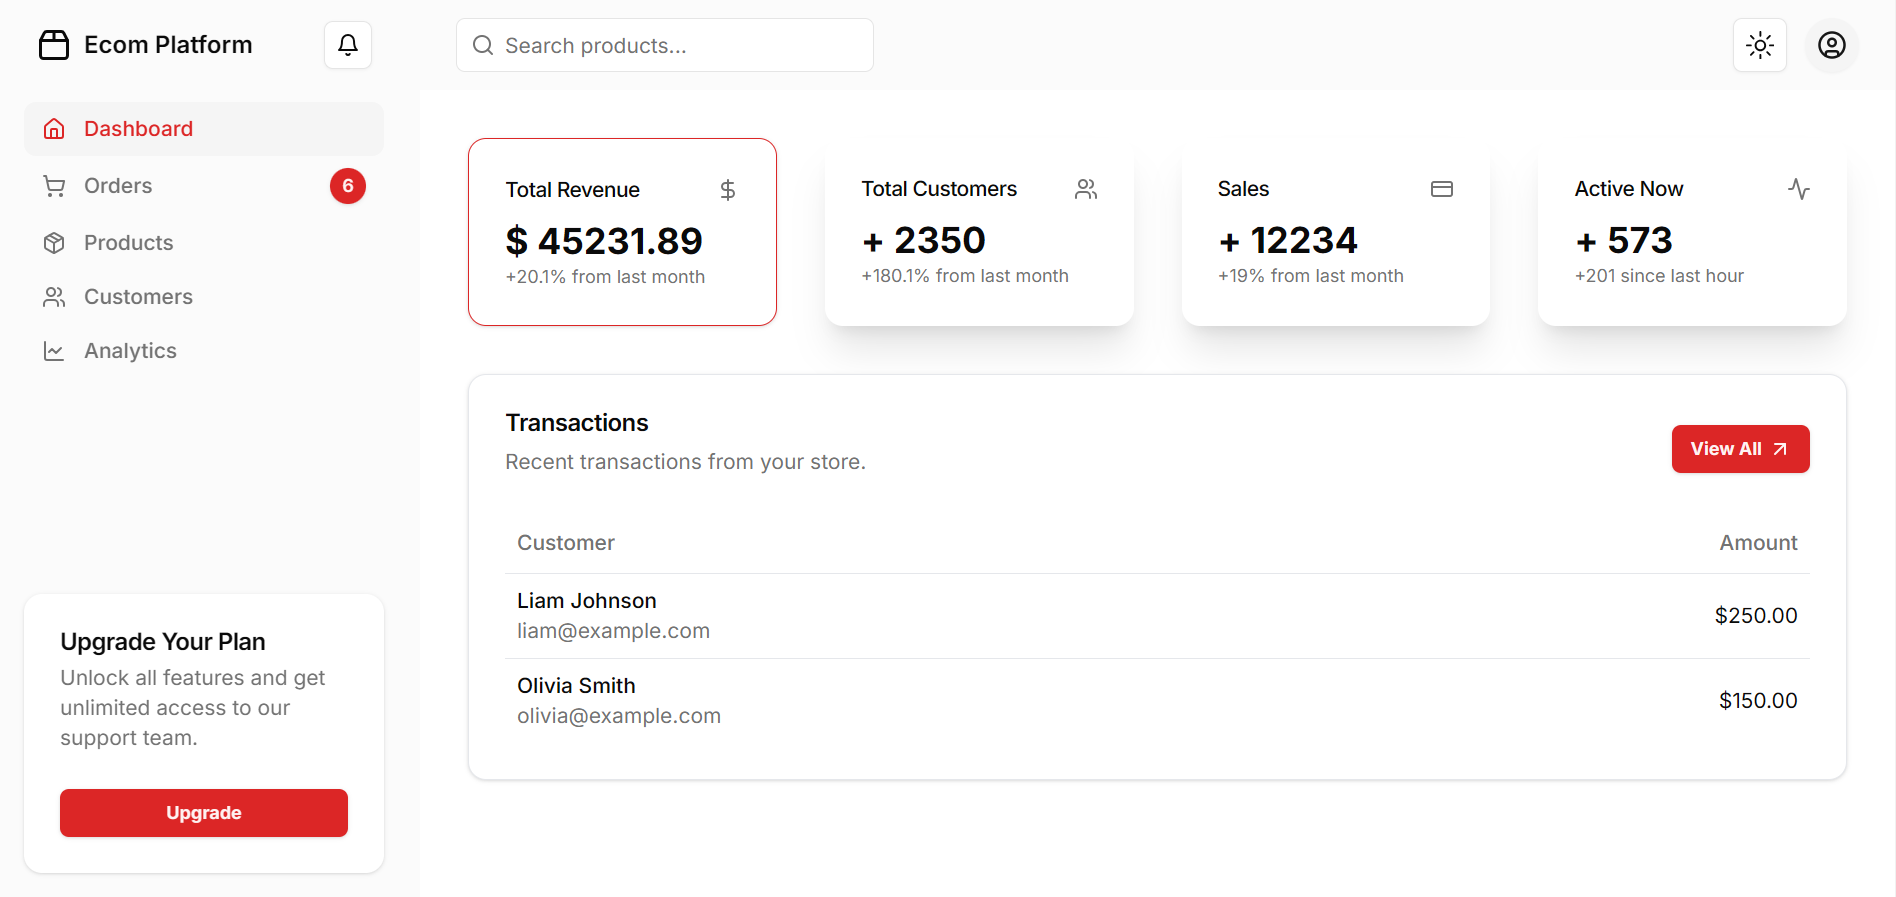 Ecom Platform
Search products...
Dashboard
Orders
6
Products
Customers
Analytics
Upgrade Your Plan
Unlock all features and get
unlimited access to our
support team.
Upgrade
Total Revenue
$ 45231.89
+20.1% from last month
Total Customers
+ 2350
+180.1% from last month
Sales
+ 12234
+19% from last month
Active Now
+ 573
+201 since last hour
Transactions
Recent transactions from your store.
View All
Customer Amount
Liam Johnson
liam@example.com
$250.00
Olivia Smith
olivia@example.com
$150.00